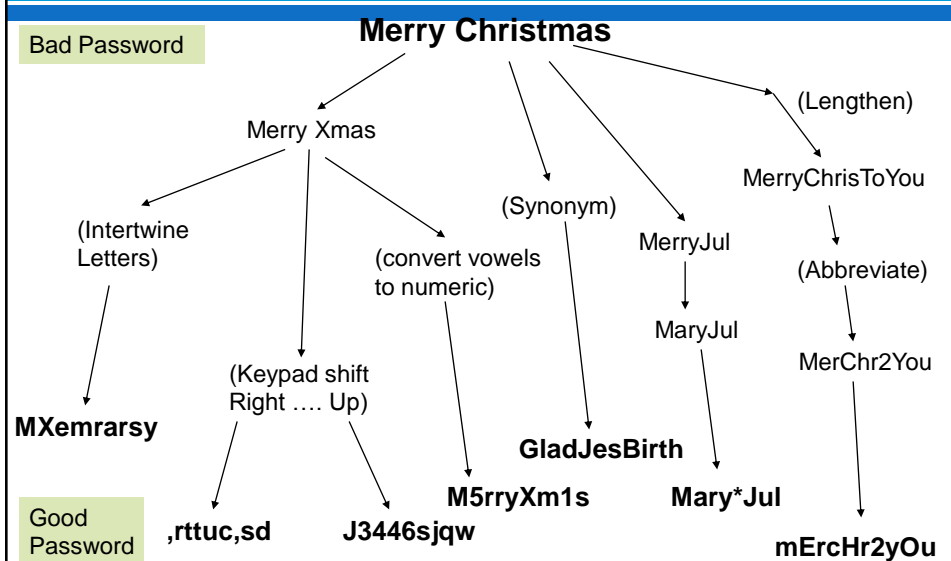 Merry Christmas
Bad Password
(Lengthen)
Merry Xmas
MerryChrisToYou
(Synonym)
(Intertwine
Letters)
MerryJul
(convert vowels
to numeric)
(Abbreviate)
MaryJul
MerChr2You
(Keypad shift
Right …. Up)
MXemrarsy
GladJesBirth
M5rryXm1s
Mary*Jul
Good
Password
,rttuc,sd
J3446sjqw
mErcHr2yOu